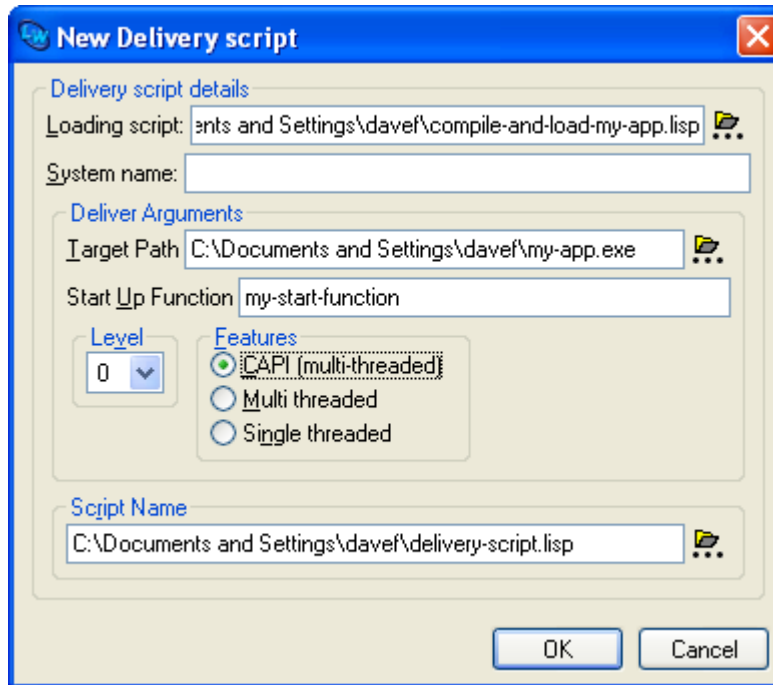 New Delivery script
Delivery script details
Loading script: ents and Settings\davef\compile-and-load-my-app.lisp
System name:
Deliver Arguments
Target Path C:\Documents and Settings\davef\my-app.exe
Start Up Function my-start-function
Level
Features
0
CAPI (multi-threaded)
Multi threaded
Single threaded
Script Name
C:\Documents and Settings\davef\delivery-script.lisp
OK
Cancel